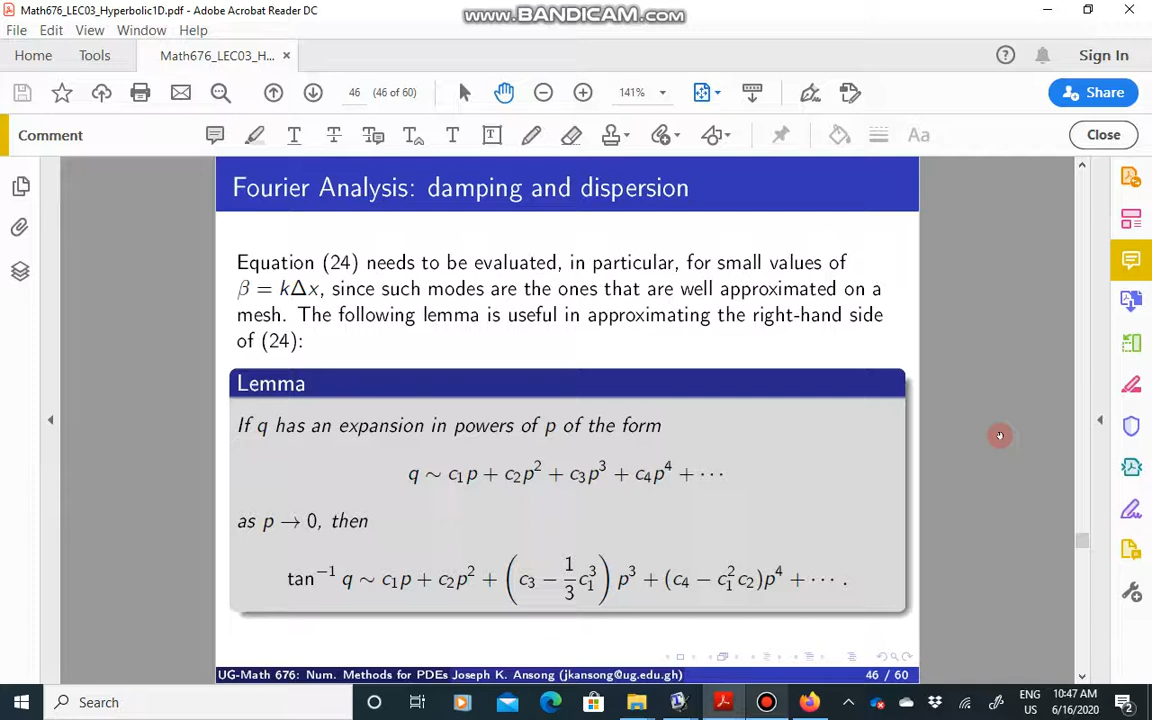 Math676_LEC03_Hyperbolic1D.pdf - Adobe Acrobat Reader DC
www.BANDICAM.com
File Edit View Window Help
Home Tools Math676_LEC03_H... × Sign In
46 (46 of 60) 141% Share
Comment Close
Fourier Analysis: damping and dispersion
Equation (24) needs to be evaluated, in particular, for small values of
β = kΔx, since such modes are the ones that are well approximated on a
mesh. The following lemma is useful in approximating the right-hand side
of (24):
Lemma
If q has an expansion in powers of p of the form
q ∼ c₁p + c₂p² + c₃p³ + c₄p⁴ + ⋯
as p → 0, then
tan⁻¹ q ∼ c₁p + c₂p² + (c₃ − 1/3 c₁³) p³ + (c₄ − c₁²c₂)p⁴ + ⋯ .
UG-Math 676: Num. Methods for PDEs Joseph K. Ansong (jkansong@ug.edu.gh) 46 / 60
Search ENG US 10:47 AM 6/16/2020 2